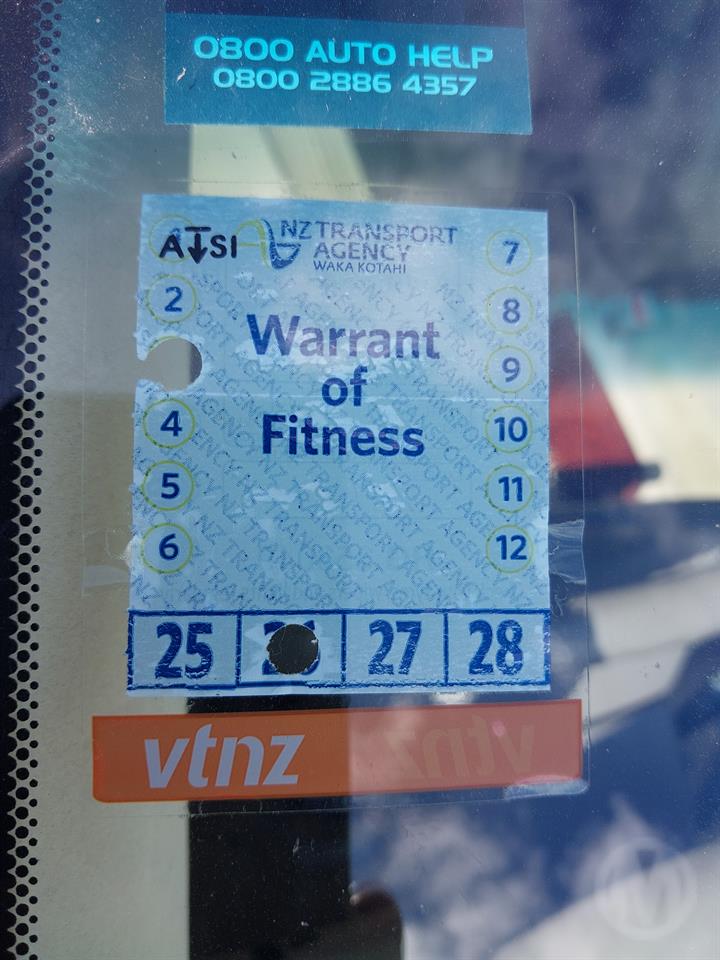 0800 AUTO HELP
0800 2886 4357
A↓SI
NZ TRANSPORT
AGENCY
WAKA KOTAHI
7
2
8
Warrant
of
Fitness
9
4
10
5
11
6
12
25
27
28
vtnz